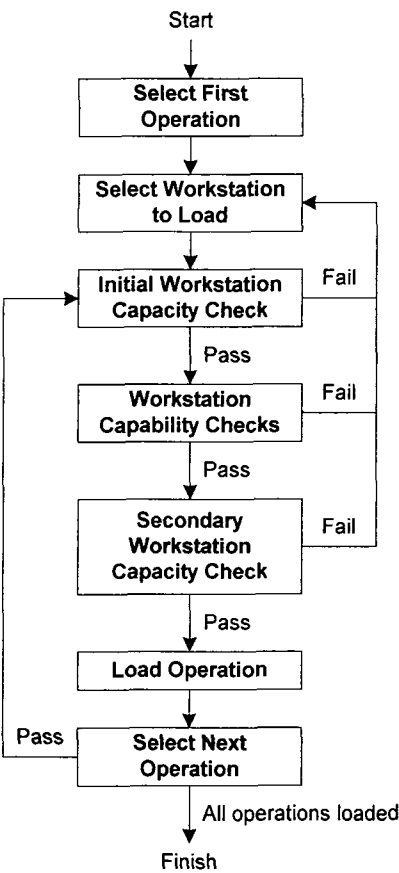 Start
Select First
Operation
Select Workstation
to Load
Initial Workstation
Capacity Check
Fail
Pass
Workstation
Capability Checks
Fail
Pass
Secondary
Workstation
Capacity Check
Fail
Pass
Load Operation
Pass
Select Next
Operation
All operations loaded
Finish